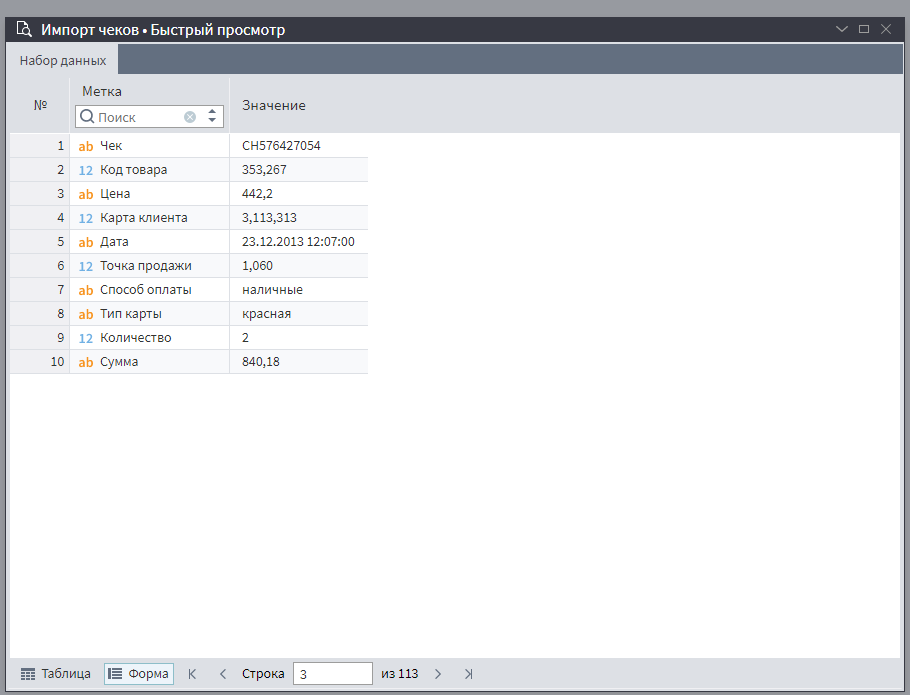 Импорт чеков • Быстрый просмотр
Набор данных
№ Метка Значение
Поиск
1 ab Чек CH576427054
2 12 Код товара 353,267
3 ab Цена 442,2
4 12 Карта клиента 3,113,313
5 ab Дата 23.12.2013 12:07:00
6 12 Точка продажи 1,060
7 ab Способ оплаты наличные
8 ab Тип карты красная
9 12 Количество 2
10 ab Сумма 840,18
Таблица Форма Строка 3 из 113